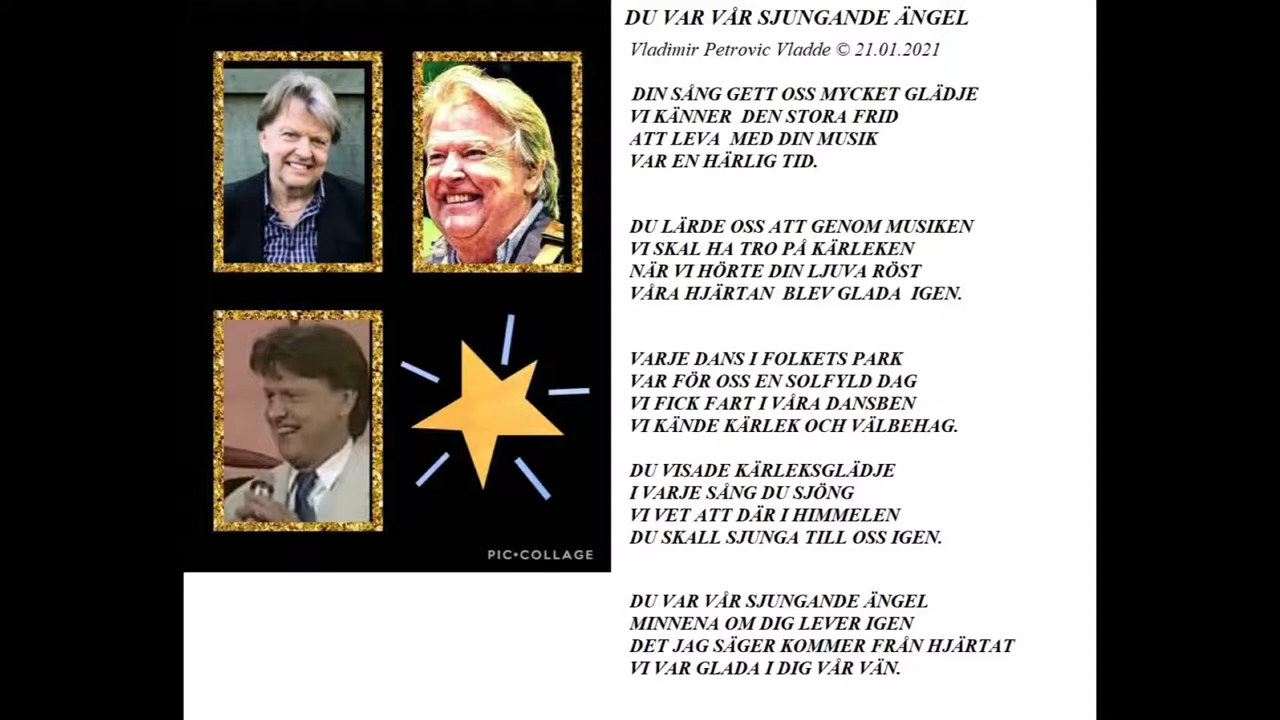 DU VAR VÅR SJUNGANDE ÄNGEL
Vladimir Petrovic Vladde © 21.01.2021
DIN SÅNG GETT OSS MYCKET GLÄDJE
VI KÄNNER DEN STORA FRID
ATT LEVA MED DIN MUSIK
VAR EN HÄRLIG TID.
DU LÄRDE OSS ATT GENOM MUSIKEN
VI SKAL HA TRO PÅ KÄRLEKEN
NÄR VI HÖRTE DIN LJUVA RÖST
VÅRA HJÄRTAN BLEV GLADA IGEN.
VARJE DANS I FOLKETS PARK
VAR FÖR OSS EN SOLFYLD DAG
VI FICK FART I VÅRA DANSBEN
VI KÄNDE KÄRLEK OCH VÄLBEHAG.
DU VISADE KÄRLEKSGLÄDJE
I VARJE SÅNG DU SJÖNG
VI VET ATT DÄR I HIMMELEN
DU SKALL SJUNGA TILL OSS IGEN.
DU VAR VÅR SJUNGANDE ÄNGEL
MINNENA OM DIG LEVER IGEN
DET JAG SÄGER KOMMER FRÅN HJÄRTAT
VI VAR GLADA I DIG VÅR VÄN.
PIC•COLLAGE